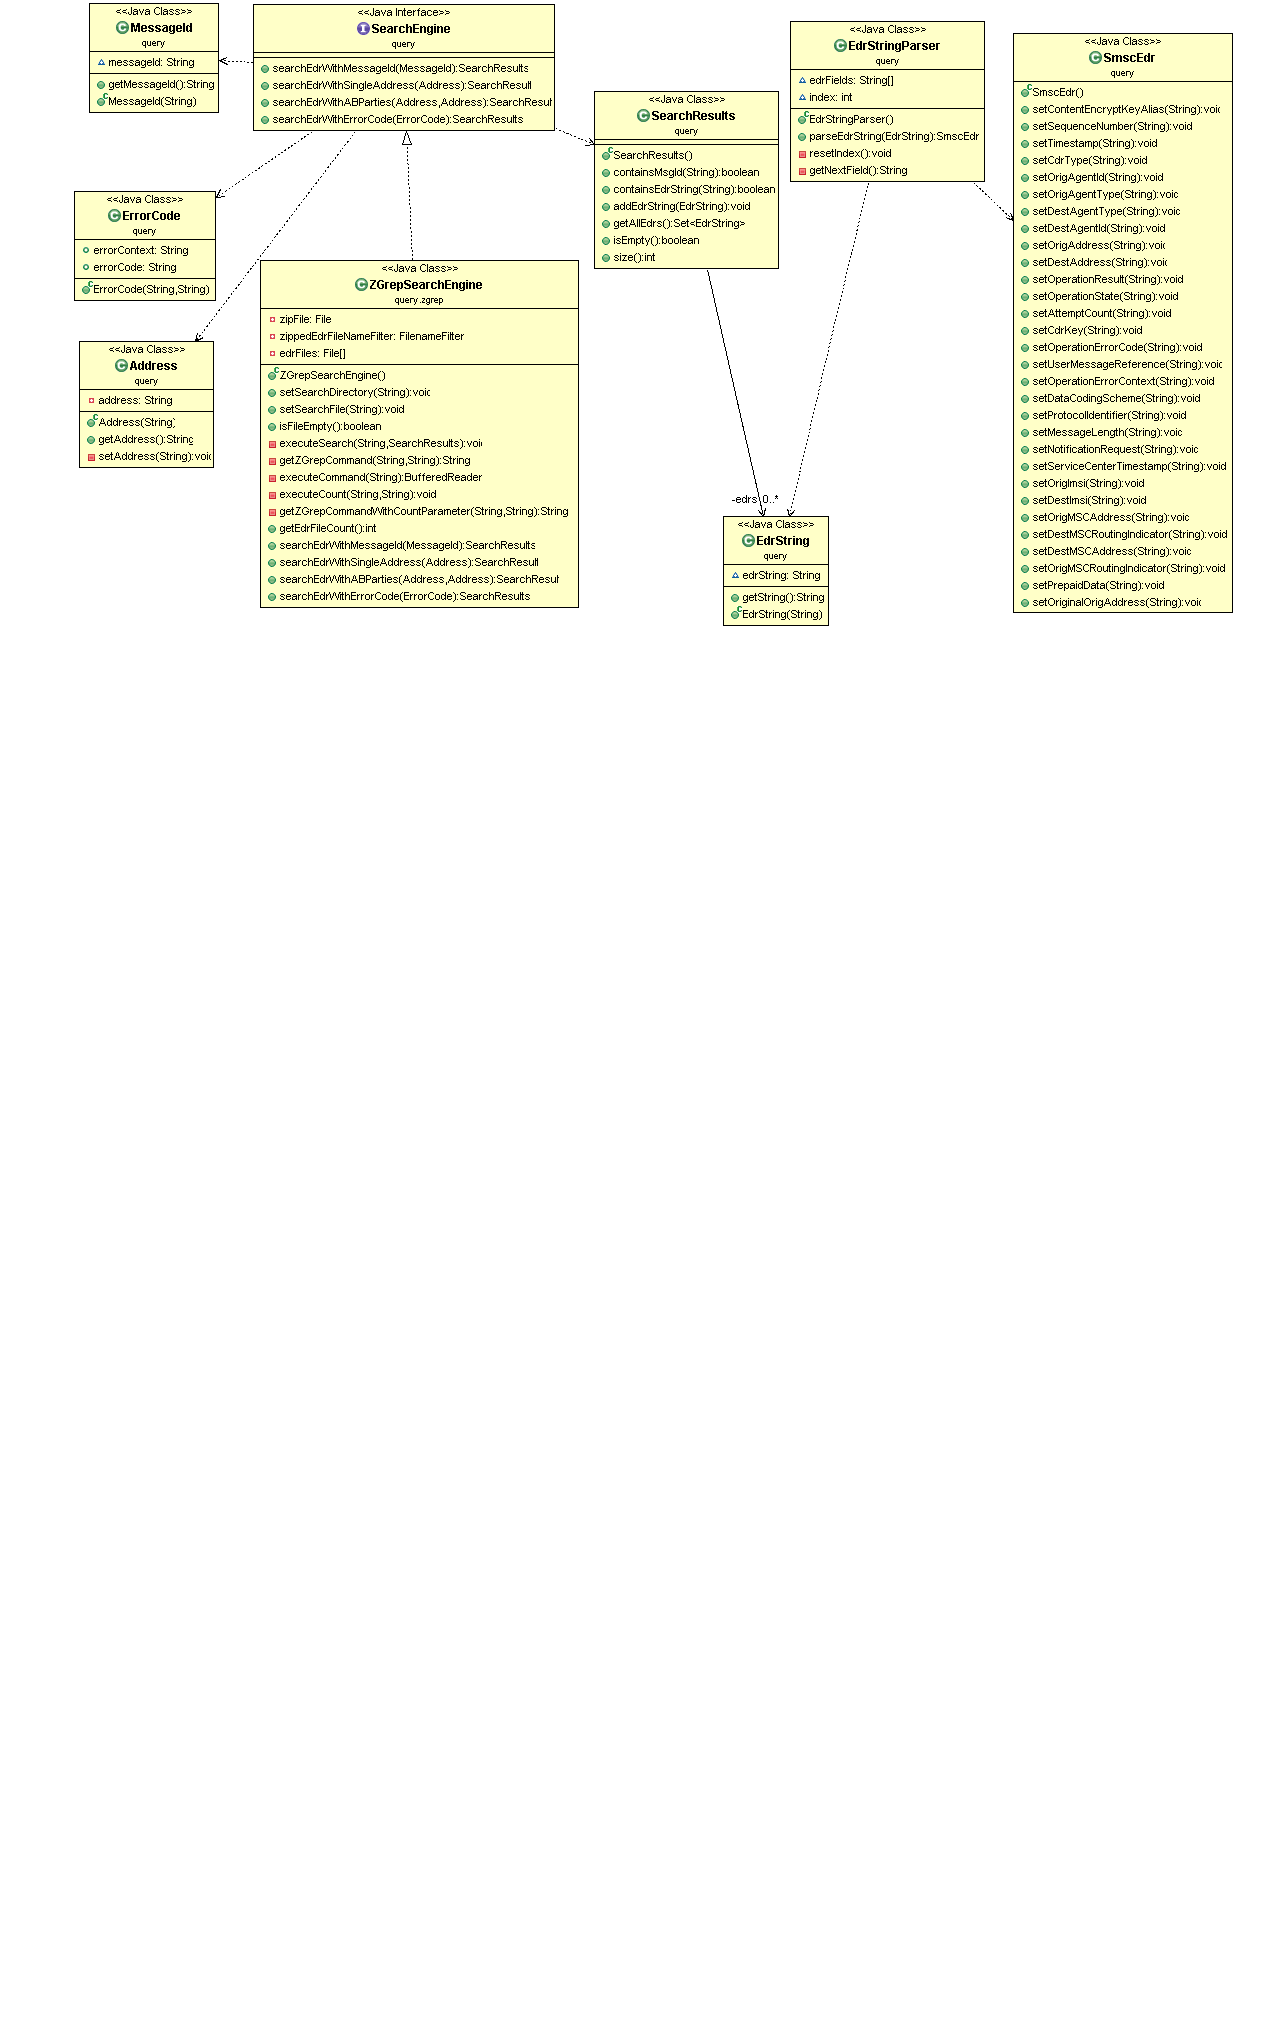 <<Java Class>>
MessageId
query
messageId: String
getMessageId():String
MessageId(String)
<<Java Interface>>
SearchEngine
query
searchEdrWithMessageId(MessageId):SearchResults
searchEdrWithSingleAddress(Address):SearchResult
searchEdrWithABParties(Address,Address):SearchResult
searchEdrWithErrorCode(ErrorCode):SearchResults
<<Java Class>>
SearchResults
query
SearchResults()
containsMsgId(String):boolean
containsEdrString(String):boolean
addEdrString(EdrString):void
getAllEdrs():Set<EdrString>
isEmpty():boolean
size():int
<<Java Class>>
EdrStringParser
query
edrFields: String[]
index: int
EdrStringParser()
parseEdrString(EdrString):SmscEdr
resetIndex():void
getNextField():String
<<Java Class>>
SmscEdr
query
SmscEdr()
setContentEncryptKeyAlias(String):voic
setSequenceNumber(String):void
setTimestamp(String):void
setCdrType(String):void
setOrigAgentId(String):void
setOrigAgentType(String):voic
setDestAgentType(String):voic
setDestAgentId(String):void
setOrigAddress(String):voic
setDestAddress(String):voic
setOperationResult(String):void
setOperationState(String):void
setAttemptCount(String):void
setCdrKey(String):void
setOperationErrorCode(String):void
setUserMessageReference(String):voic
setOperationErrorContext(String):void
setDataCodingScheme(String):void
setProtocolIdentifier(String):void
setMessageLength(String):voic
setNotificationRequest(String):void
setServiceCenterTimestamp(String):void
setOrigImsi(String):void
setDestImsi(String):void
setOrigMSCAddress(String):voic
setDestMSCRoutingIndicator(String):void
setDestMSCAddress(String):voic
setOrigMSCRoutingIndicator(String):void
setPrepaidData(String):void
setOriginalOrigAddress(String):voic
<<Java Class>>
ErrorCode
query
errorContext: String
errorCode: String
ErrorCode(String,String)
<<Java Class>>
Address
query
address: String
Address(String)
getAddress():String
setAddress(String):voic
<<Java Class>>
ZGrepSearchEngine
query.zgrep
zipFile: File
zippedEdrFileNameFilter: FilenameFilter
edrFiles: File[]
ZGrepSearchEngine()
setSearchDirectory(String):voic
setSearchFile(String):void
isFileEmpty():boolean
executeSearch(String,SearchResults):voic
getZGrepCommand(String,String):String
executeCommand(String):BufferedReader
executeCount(String,String):void
getZGrepCommandWithCountParameter(String,String):String
getEdrFileCount():int
searchEdrWithMessageId(MessageId):SearchResults
searchEdrWithSingleAddress(Address):SearchResult
searchEdrWithABParties(Address,Address):SearchResult
searchEdrWithErrorCode(ErrorCode):SearchResults
-edrs 0..*
<<Java Class>>
EdrString
query
edrString: String
getString():String
EdrString(String)